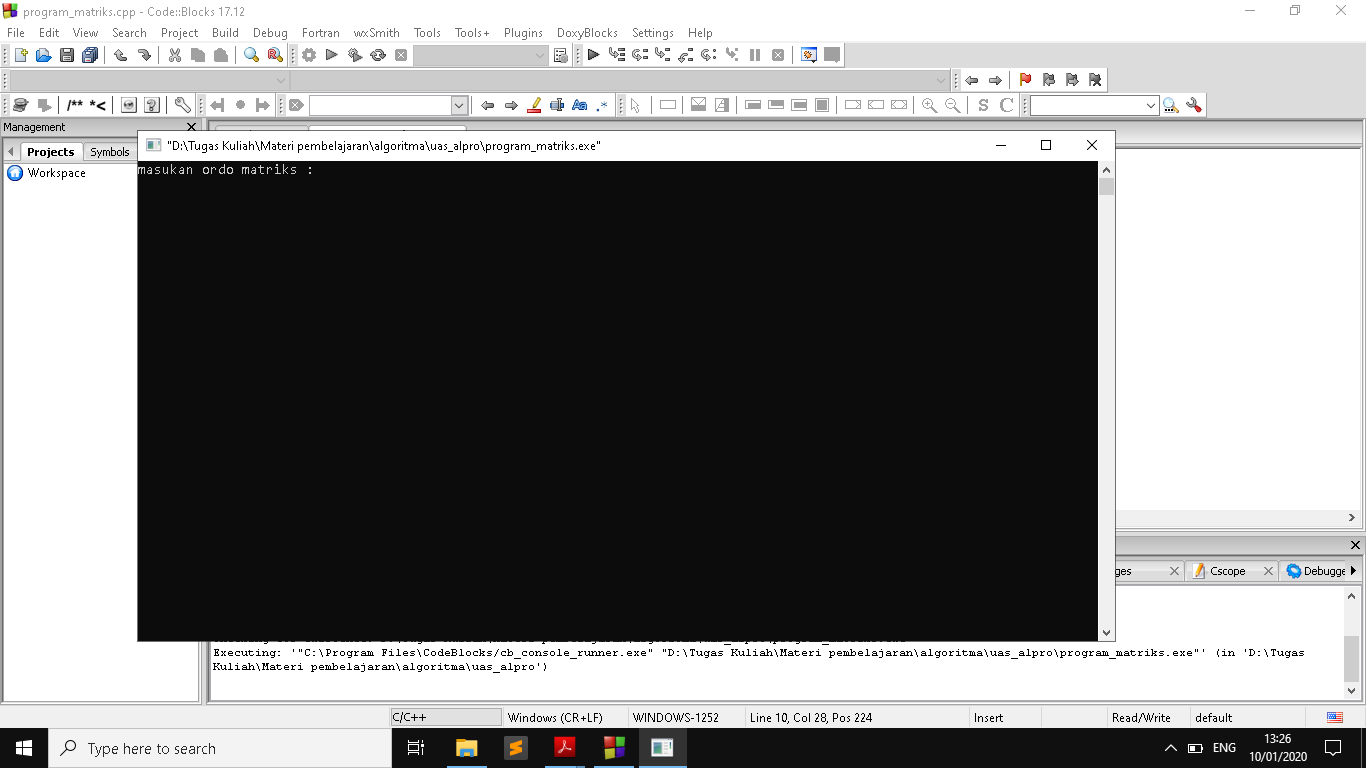 program_matriks.cpp - Code::Blocks 17.12
File Edit View Search Project Build Debug Fortran wxSmith Tools Tools+ Plugins DoxyBlocks Settings Help
/** *<
Aa .*
S C
Management
Projects Symbols
Workspace
"D:\Tugas Kuliah\Materi pembelajaran\algoritma\uas_alpro\program_matriks.exe"
masukan ordo matriks :
ges Cscope Debugge
Executing: '"C:\Program Files\CodeBlocks/cb_console_runner.exe" "D:\Tugas Kuliah\Materi pembelajaran\algoritma\uas_alpro\program_matriks.exe"' (in 'D:\Tugas
Kuliah\Materi pembelajaran\algoritma\uas_alpro')
C/C++ Windows (CR+LF) WINDOWS-1252 Line 10, Col 28, Pos 224 Insert Read/Write default
Type here to search
ENG
13:26
10/01/2020